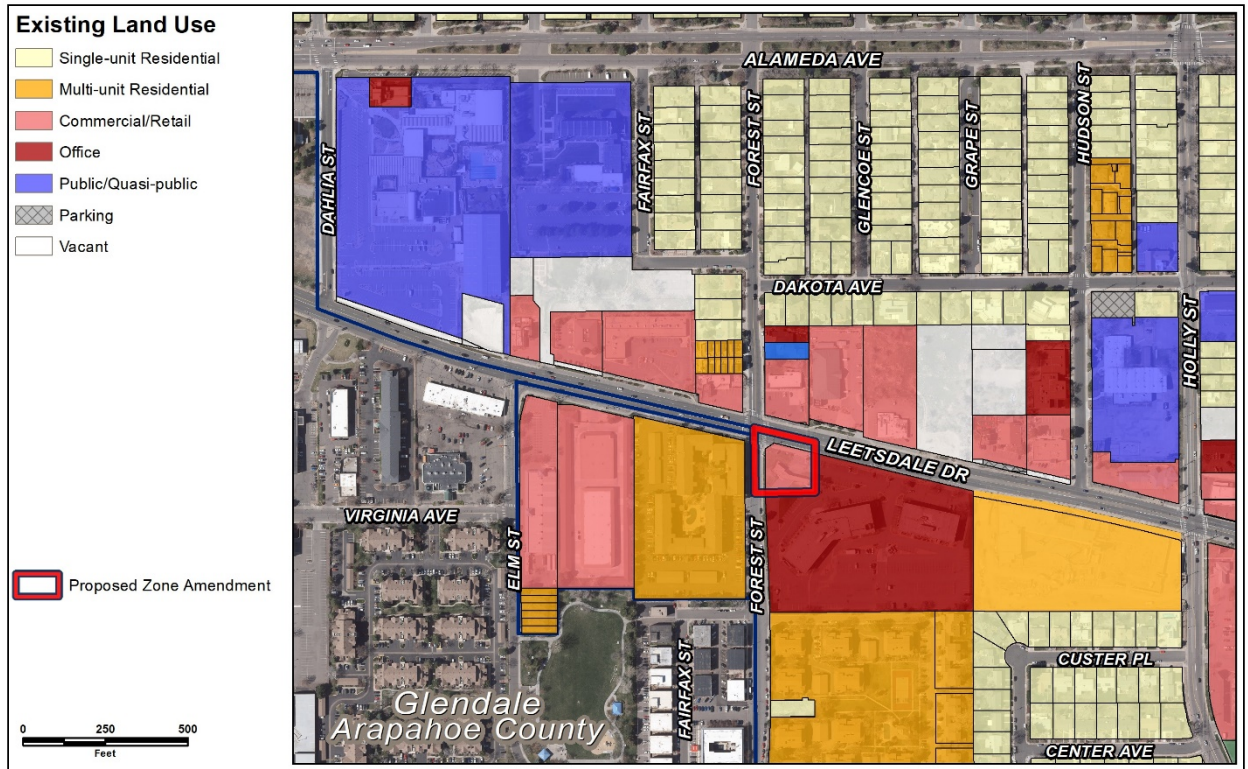 Existing Land Use
Single-unit Residential
Multi-unit Residential
Commercial/Retail
Office
Public/Quasi-public
Parking
Vacant
Proposed Zone Amendment
0 250 500
Feet
ALAMEDA AVE
DAHLIA ST
FAIRFAX ST
FOREST ST
GLENCOE ST
GRAPE ST
HUDSON ST
DAKOTA AVE
HOLLY ST
LEETSDALE DR
VIRGINIA AVE
ELM ST
FOREST ST
FAIRFAX ST
CUSTER PL
Glendale
Arapahoe County
CENTER AVE